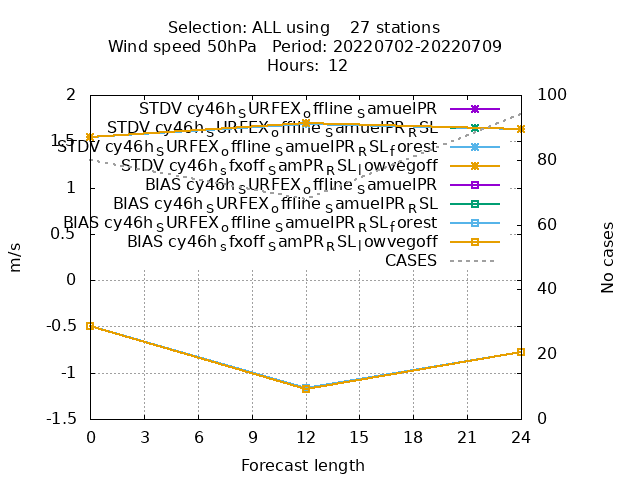 Selection: ALL using 27 stations
Wind speed 50hPa Period: 20220702-20220709
Hours: 12
STDV cy46h_SURFEX_offline_SamuelPR
STDV cy46h_SURFEX_offline_SamuelPR_RSL
STDV cy46h_SURFEX_offline_SamuelPR_RSL_forest
STDV cy46h_sfxoff_SamPR_RSL_lowvegoff
BIAS cy46h_SURFEX_offline_SamuelPR
BIAS cy46h_SURFEX_offline_SamuelPR_RSL
BIAS cy46h_SURFEX_offline_SamuelPR_RSL_forest
BIAS cy46h_sfxoff_SamPR_RSL_lowvegoff
CASES
2
1.5
1
0.5
0
-0.5
-1
-1.5
m/s
100
80
60
40
20
0
No cases
0 3 6 9 12 15 18 21 24
Forecast length